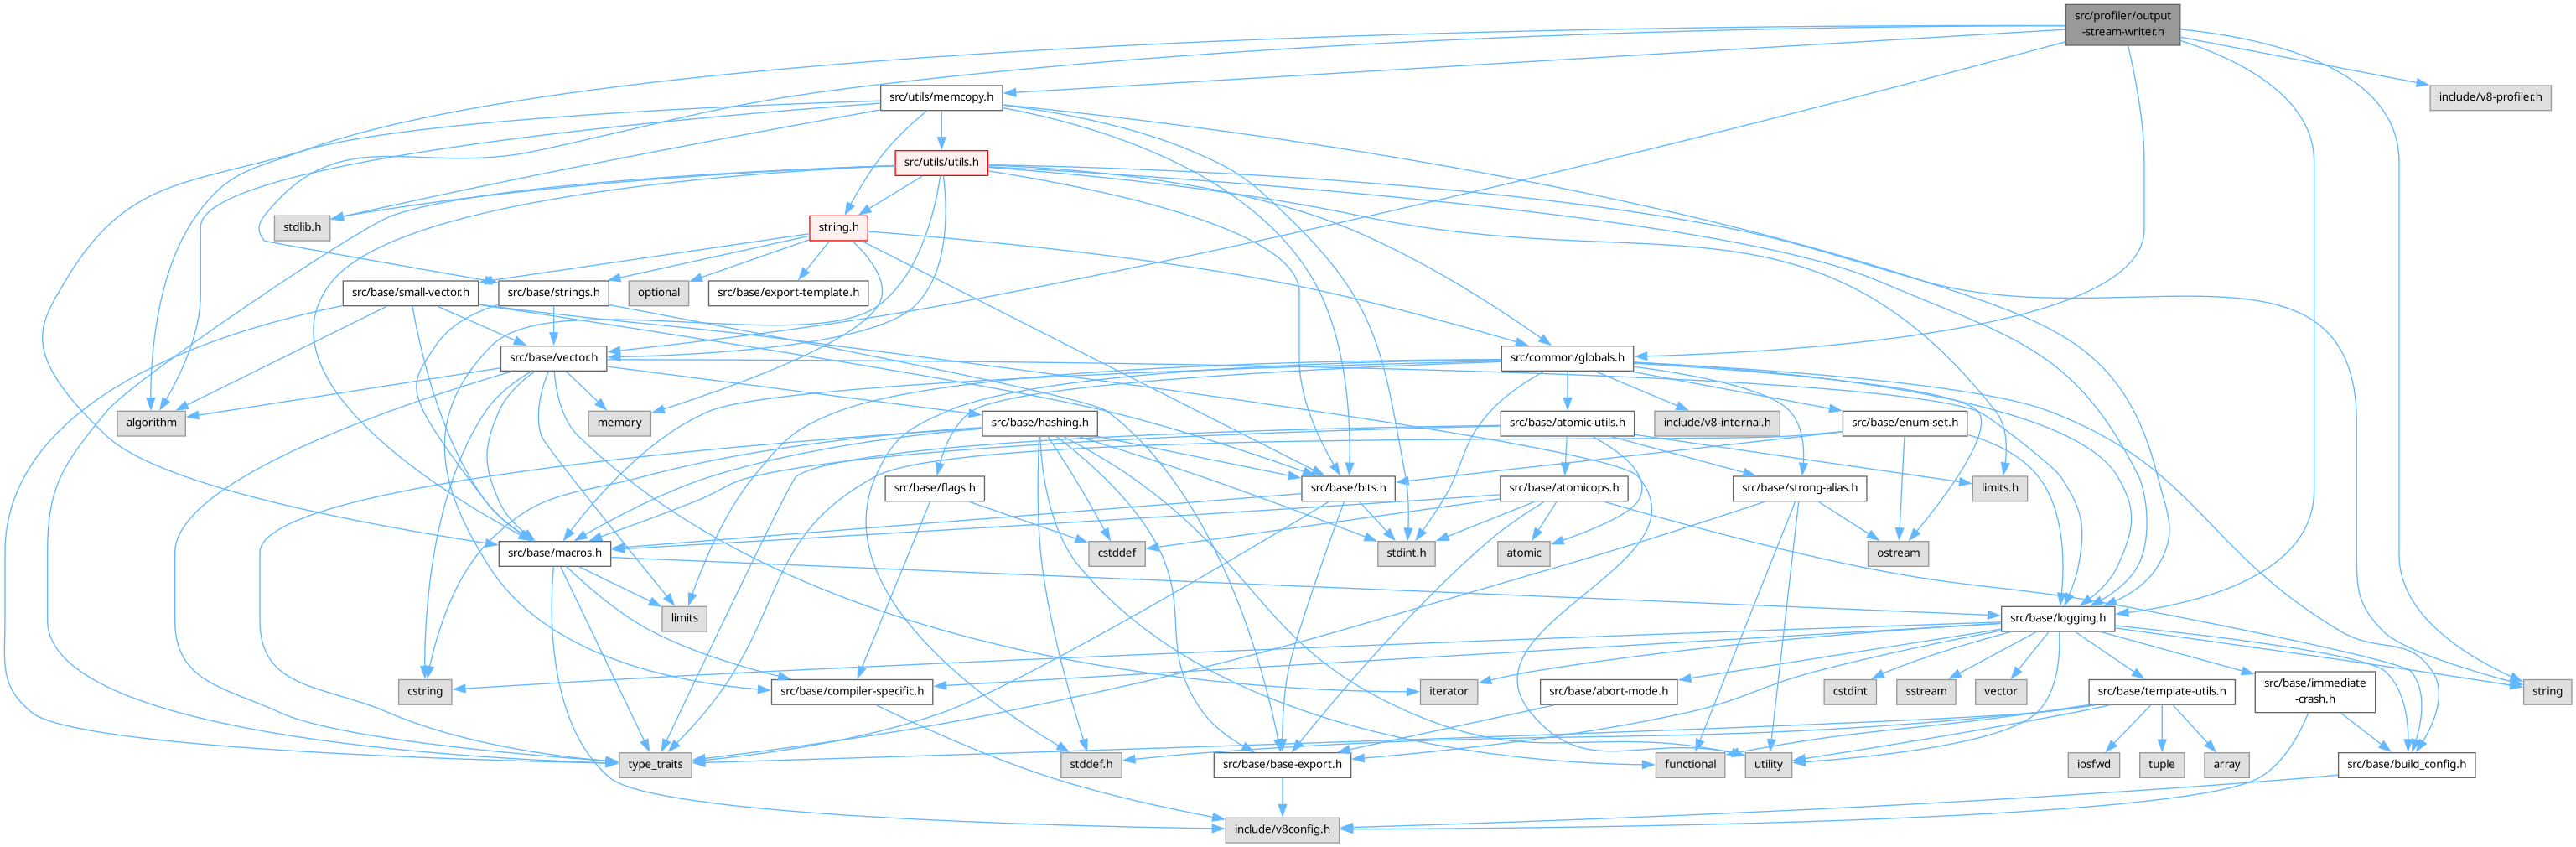 src/profiler/output
-stream-writer.h
src/utils/memcopy.h
include/v8-profiler.h
src/utils/utils.h
stdlib.h
string.h
src/base/small-vector.h
src/base/strings.h
optional
src/base/export-template.h
src/base/vector.h
src/common/globals.h
algorithm
memory
src/base/hashing.h
src/base/atomic-utils.h
include/v8-internal.h
src/base/enum-set.h
src/base/flags.h
src/base/bits.h
src/base/atomicops.h
src/base/strong-alias.h
limits.h
src/base/macros.h
cstddef
stdint.h
atomic
ostream
limits
src/base/logging.h
cstring
src/base/compiler-specific.h
iterator
src/base/abort-mode.h
cstdint
sstream
vector
src/base/template-utils.h
src/base/immediate
-crash.h
string
type_traits
stddef.h
src/base/base-export.h
functional
utility
iosfwd
tuple
array
src/base/build_config.h
include/v8config.h